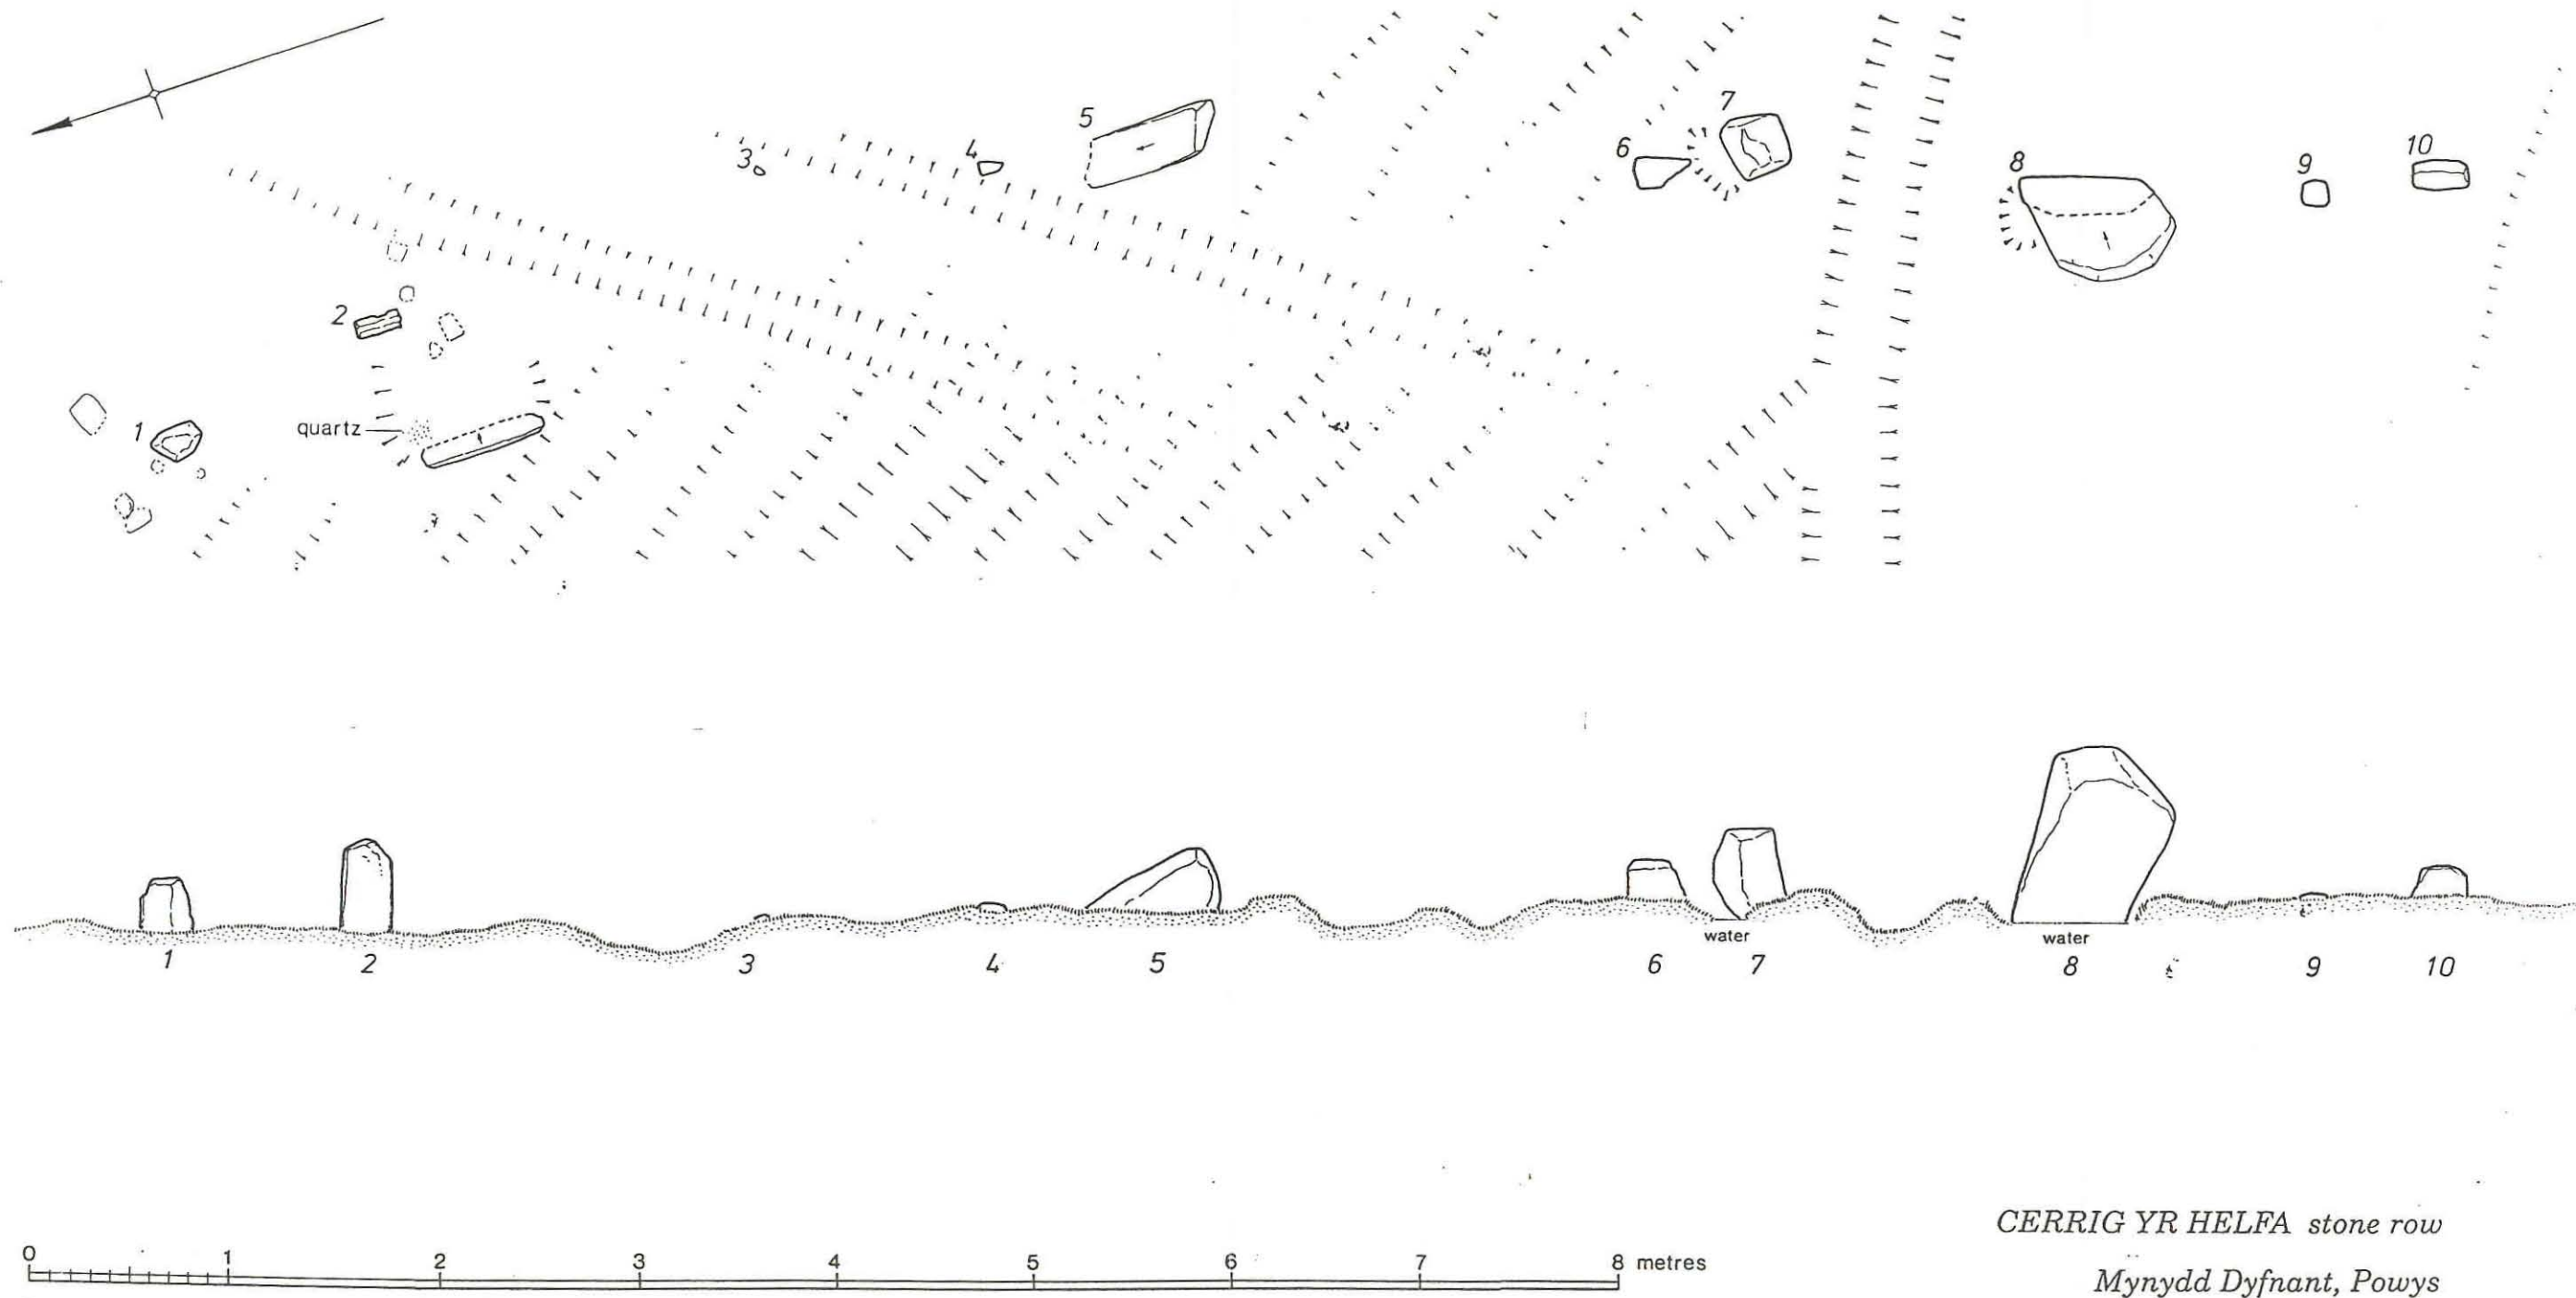 5
7
3
4
6
8
9
10
2
1
quartz
water
water
1 2 3 4 5 6 7 8 9 10
0 1 2 3 4 5 6 7 8 metres
CERRIG YR HELFA stone row
Mynydd Dyfnant, Powys